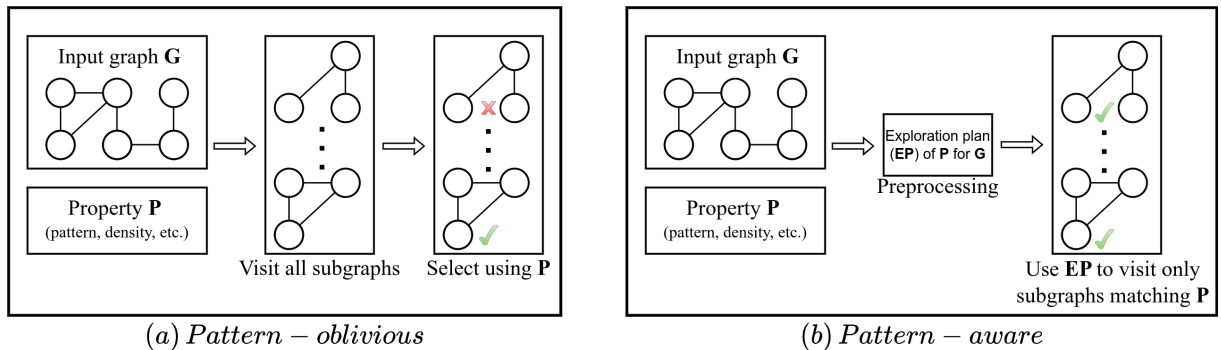 Input graph G
Property P
(pattern, density, etc.)
Visit all subgraphs
Select using P
(a) Pattern – oblivious
Input graph G
Property P
(pattern, density, etc.)
Exploration plan
(EP) of P for G
Preprocessing
Use EP to visit only
subgraphs matching P
(b) Pattern – aware